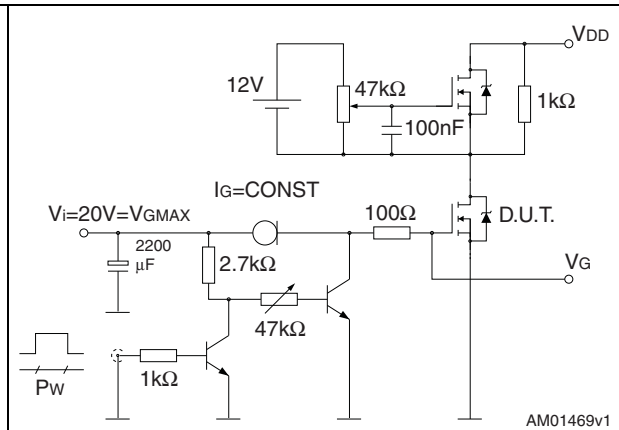 VDD
12V
47kΩ
1kΩ
100nF
IG=CONST
Vi=20V=VGMAX
100Ω
D.U.T.
2200
μF
2.7kΩ
VG
47kΩ
1kΩ
PW
AM01469v1